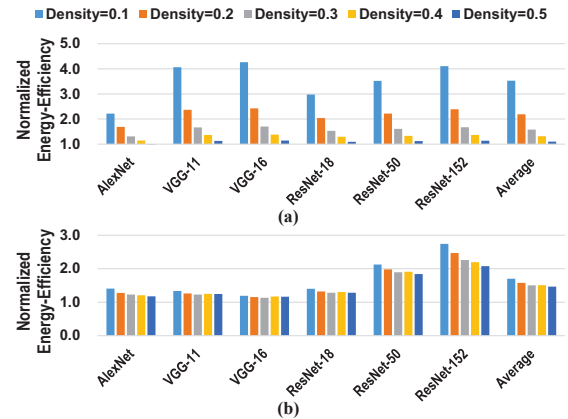 Density=0.1 Density=0.2 Density=0.3 Density=0.4 Density=0.5
Normalized
Energy-Efficiency
5.0
4.0
3.0
2.0
1.0
AlexNet
VGG-11
VGG-16
ResNet-18
ResNet-50
ResNet-152
Average
(a)
Normalized
Energy-Efficiency
3.0
2.0
1.0
0.0
AlexNet
VGG-11
VGG-16
ResNet-18
ResNet-50
ResNet-152
Average
(b)